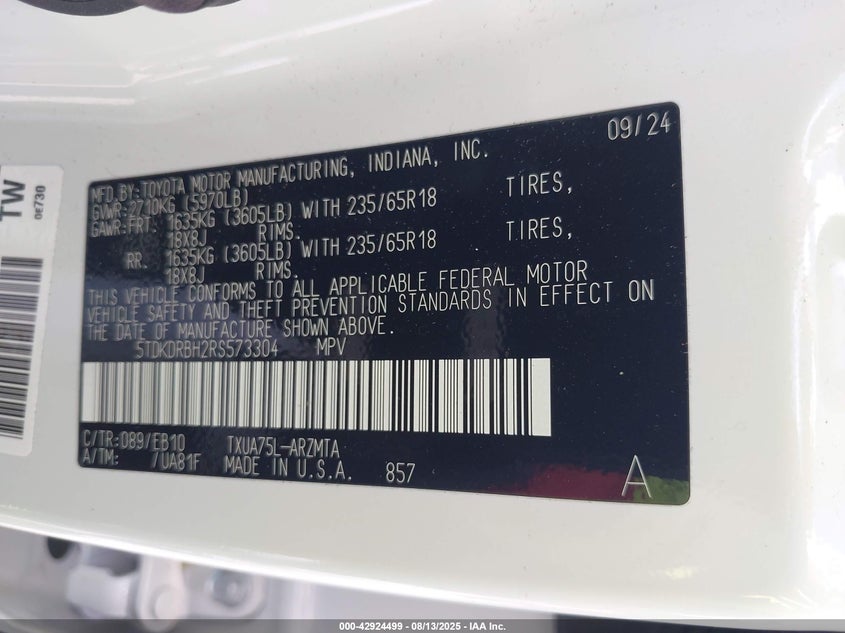 TW
0E730
09/24
MFD.BY:TOYOTA MOTOR MANUFACTURING, INDIANA, INC.
GVWR:2710KG (5970LB)
GAWR:FRT. 1635KG (3605LB) WITH 235/65R18 TIRES,
18X8J RIMS.
RR. 1635KG (3605LB) WITH 235/65R18 TIRES,
18X8J RIMS.
THIS VEHICLE CONFORMS TO ALL APPLICABLE FEDERAL MOTOR
VEHICLE SAFETY AND THEFT PREVENTION STANDARDS IN EFFECT ON
THE DATE OF MANUFACTURE SHOWN ABOVE.
5TDKDRBH2RS573304 MPV
C/TR:089/EB10 TXUA75L-ARZMTA
A/TM: /UA81F MADE IN U.S.A. 857
A
000-42924499 - 08/13/2025 - IAA Inc.